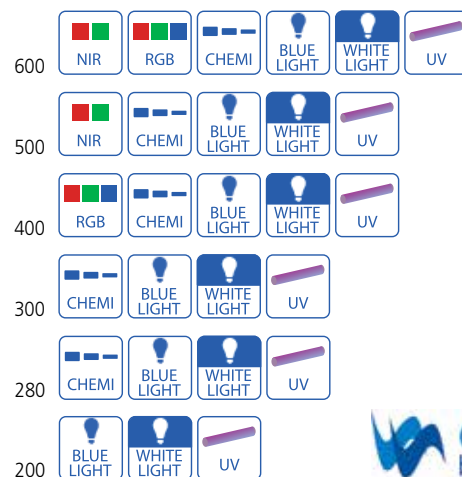 600 NIR RGB CHEMI BLUE LIGHT WHITE LIGHT UV
500 NIR CHEMI BLUE LIGHT WHITE LIGHT UV
400 RGB CHEMI BLUE LIGHT WHITE LIGHT UV
300 CHEMI BLUE LIGHT WHITE LIGHT UV
280 CHEMI BLUE LIGHT WHITE LIGHT UV
200 BLUE LIGHT WHITE LIGHT UV